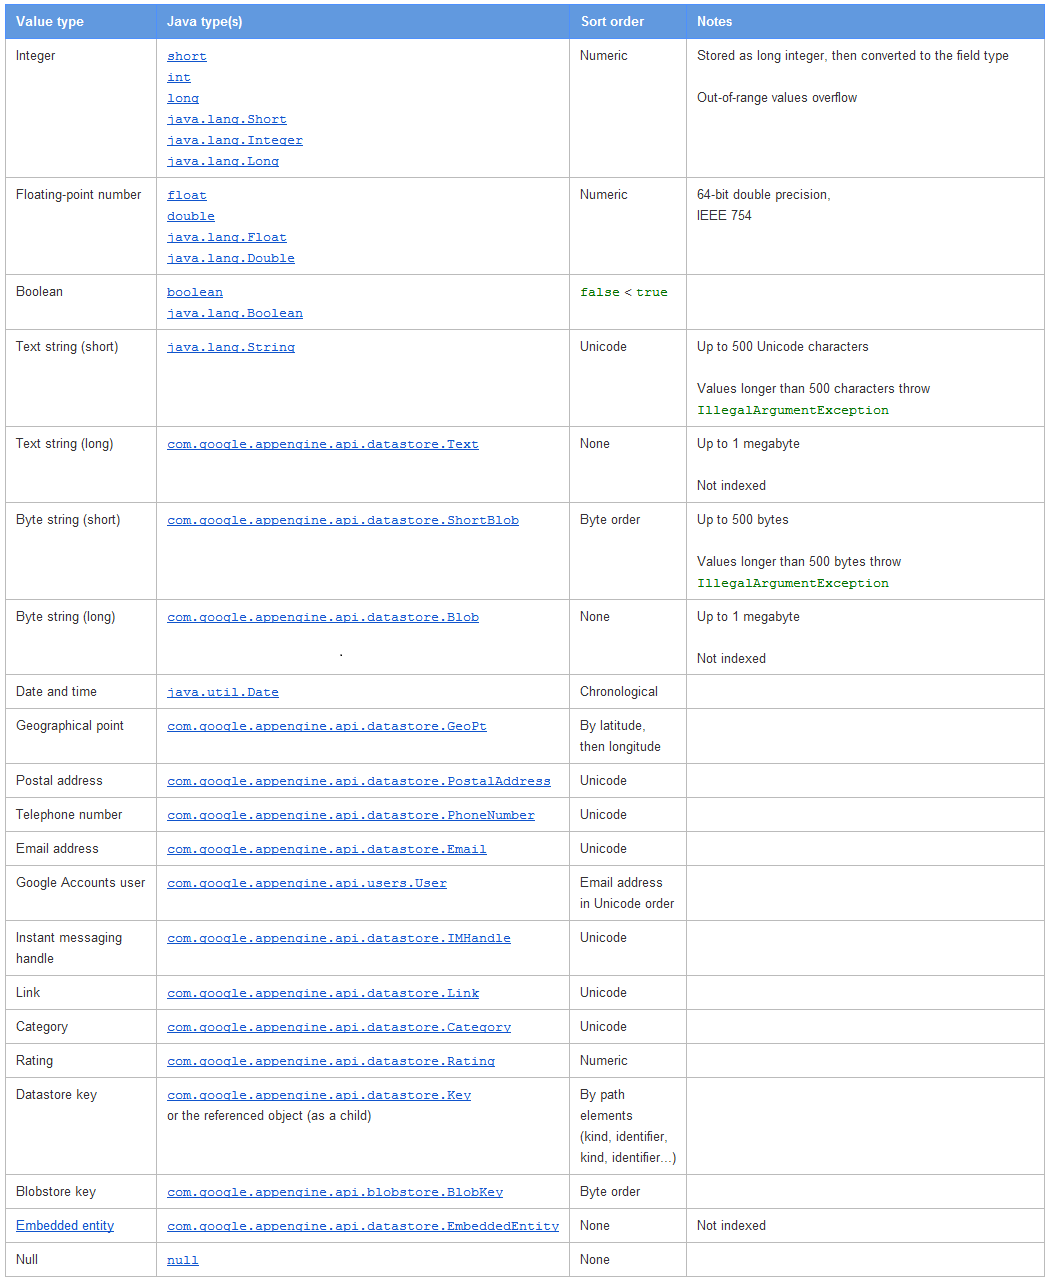 Value type Java type(s) Sort order Notes
Integer short Numeric Stored as long integer, then converted to the field type
int
long Out-of-range values overflow
java.lang.Short
java.lang.Integer
java.lang.Long
Floating-point number float Numeric 64-bit double precision,
double IEEE 754
java.lang.Float
java.lang.Double
Boolean boolean false < true
java.lang.Boolean
Text string (short) java.lang.String Unicode Up to 500 Unicode characters
Values longer than 500 characters throw
IllegalArgumentException
Text string (long) com.google.appengine.api.datastore.Text None Up to 1 megabyte
Not indexed
Byte string (short) com.google.appengine.api.datastore.ShortBlob Byte order Up to 500 bytes
Values longer than 500 bytes throw
IllegalArgumentException
Byte string (long) com.google.appengine.api.datastore.Blob None Up to 1 megabyte
. Not indexed
Date and time java.util.Date Chronological
Geographical point com.google.appengine.api.datastore.GeoPt By latitude,
then longitude
Postal address com.google.appengine.api.datastore.PostalAddress Unicode
Telephone number com.google.appengine.api.datastore.PhoneNumber Unicode
Email address com.google.appengine.api.datastore.Email Unicode
Google Accounts user com.google.appengine.api.users.User Email address
in Unicode order
Instant messaging com.google.appengine.api.datastore.IMHandle Unicode
handle
Link com.google.appengine.api.datastore.Link Unicode
Category com.google.appengine.api.datastore.Category Unicode
Rating com.google.appengine.api.datastore.Rating Numeric
Datastore key com.google.appengine.api.datastore.Key By path
or the referenced object (as a child) elements
(kind, identifier,
kind, identifier...)
Blobstore key com.google.appengine.api.blobstore.BlobKey Byte order
Embedded entity com.google.appengine.api.datastore.EmbeddedEntity None Not indexed
Null null None